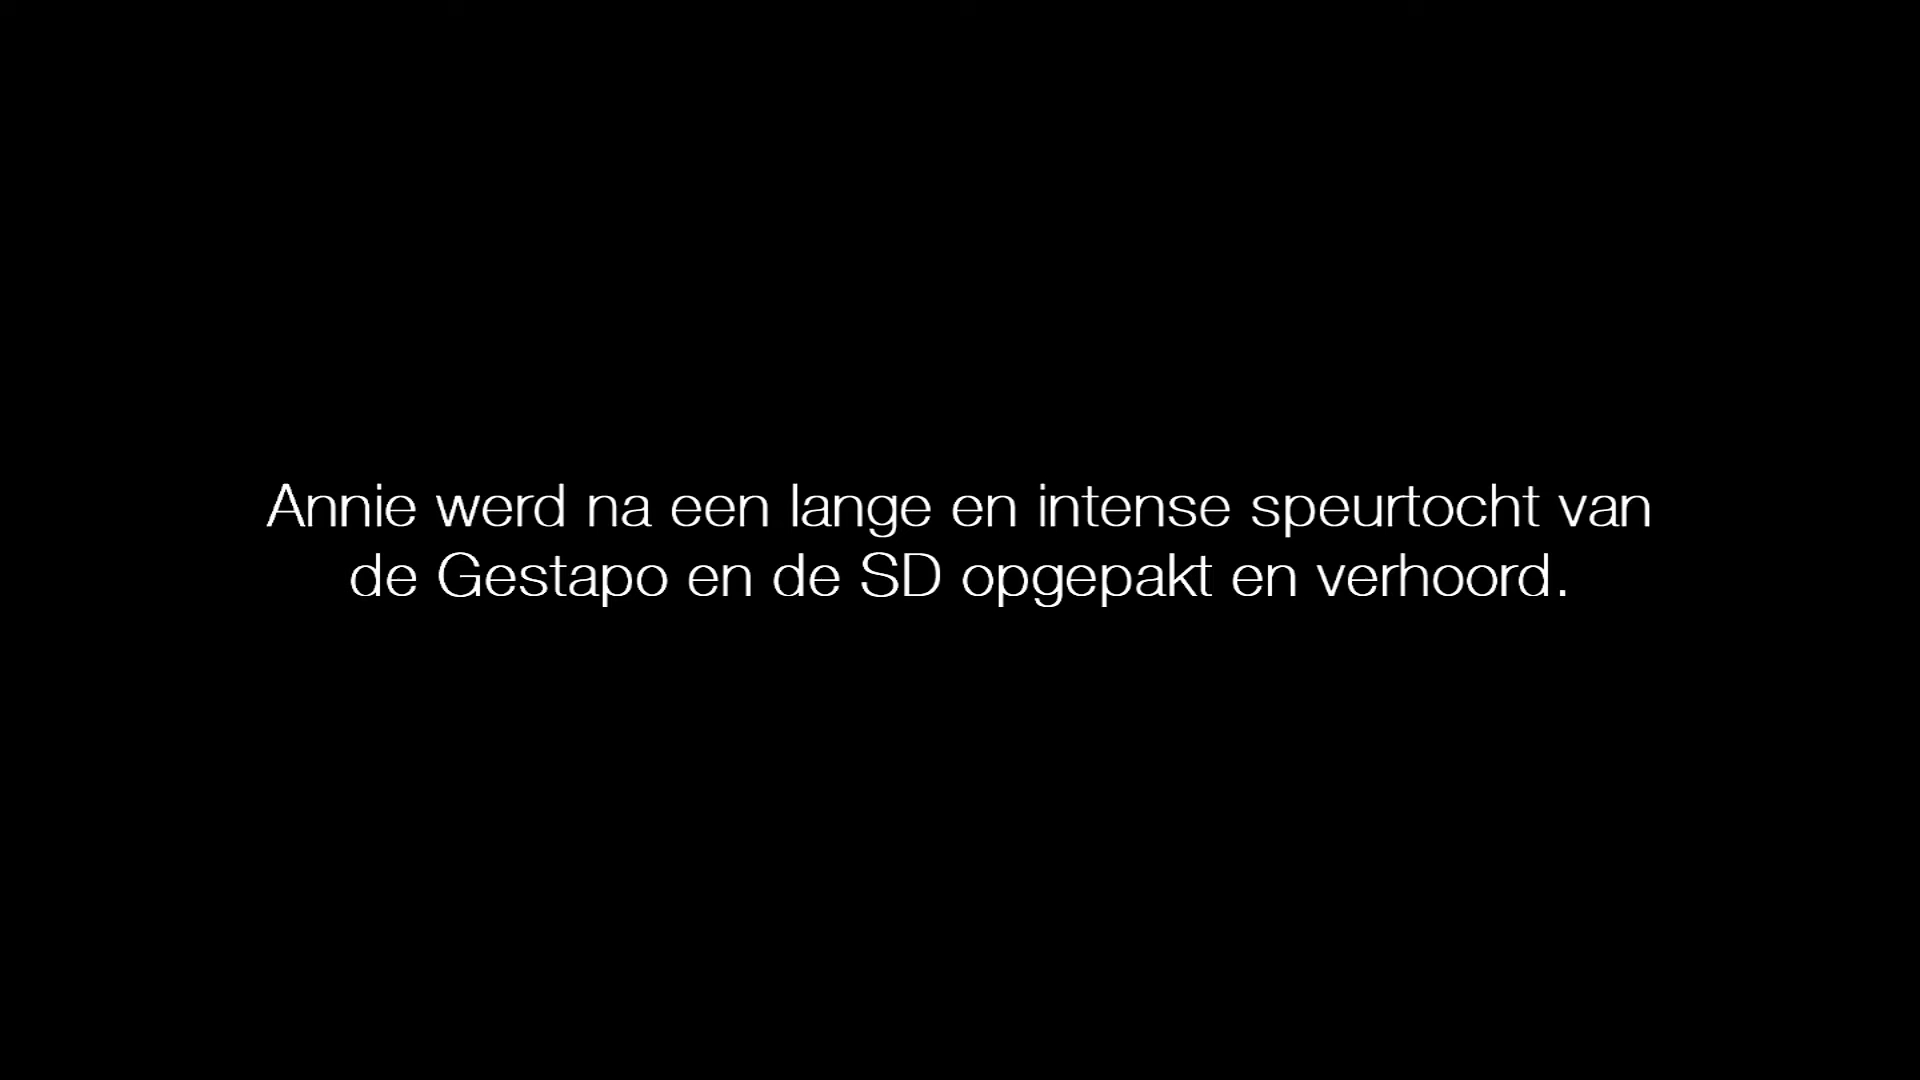 Annie werd na een lange en intense speurtocht van
de Gestapo en de SD opgepakt en verhoord.